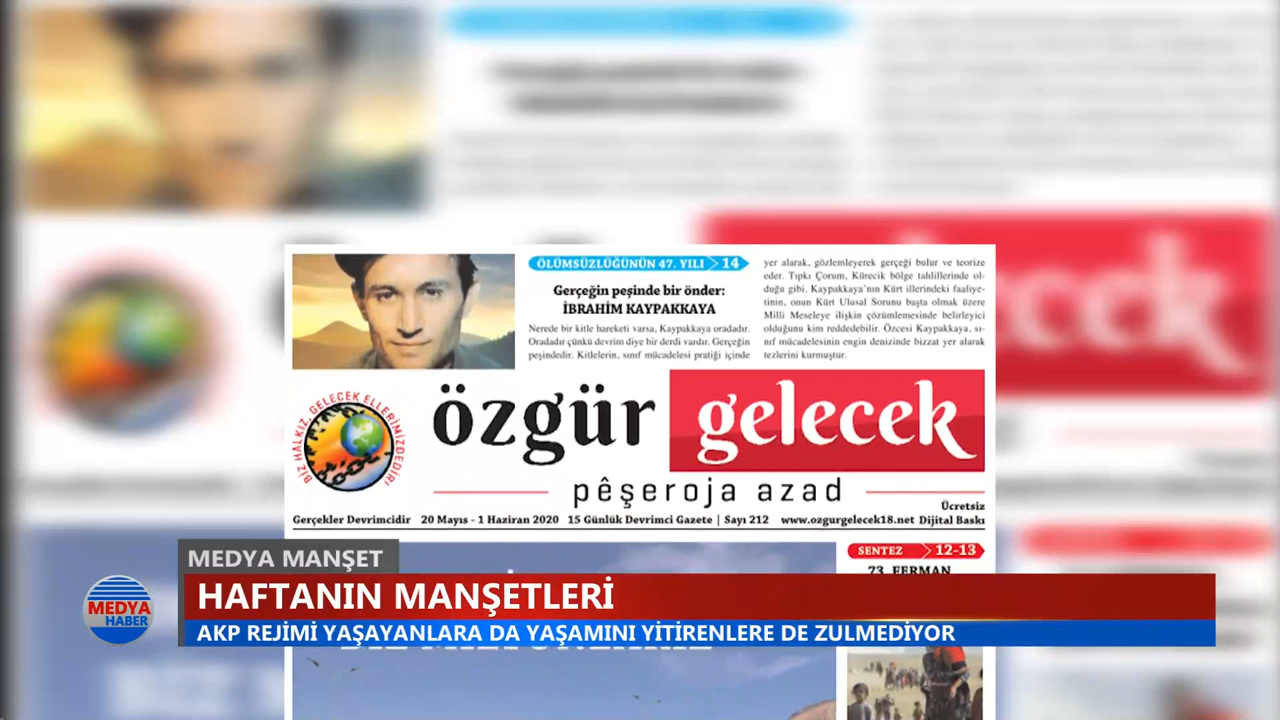 ÖLÜMSÜZLÜĞÜNÜN 47. YILI 14
Gerçeğin peşinde bir önder:
İBRAHİM KAYPAKKAYA
Nerede bir kitle hareketi varsa, Kaypakkaya oradadır.
Oradadır çünkü devrim diye bir derdi vardır. Gerçeğin
peşindedir. Kitlelerin, sınıf mücadelesi pratiği içinde
yer alarak, gözlemleyerek gerçeği bulur ve teorize
eder. Tıpkı Çorum, Kürecik bölge tahlillerinde ol-
duğu gibi. Kaypakkaya'nın Kürt illerindeki faaliye-
tinin, onun Kürt Ulusal Sorunu başta olmak üzere
Milli Meseleye ilişkin çözümlemesinde belirleyici
olduğunu kim reddedebilir. Özcesi Kaypakkaya, sı-
nıf mücadelesinin engin denizinde bizzat yer alarak
tezlerini kurmuştur.
BİZ HALKIZ, GELECEK ELLERİMİZDEDİR!
özgür gelecek
pêşeroja azad
Ücretsiz
Gerçekler Devrimcidir 20 Mayıs - 1 Haziran 2020 15 Günlük Devrimci Gazete | Sayı 212 www.ozgurgelecek18.net Dijital Baskı
SENTEZ 12-13
73. FERMAN
MEDYA MANŞET
HAFTANIN MANŞETLERİ
AKP REJİMİ YAŞAYANLARA DA YAŞAMINI YİTİRENLERE DE ZULMEDİYOR
MEDYA
HABER